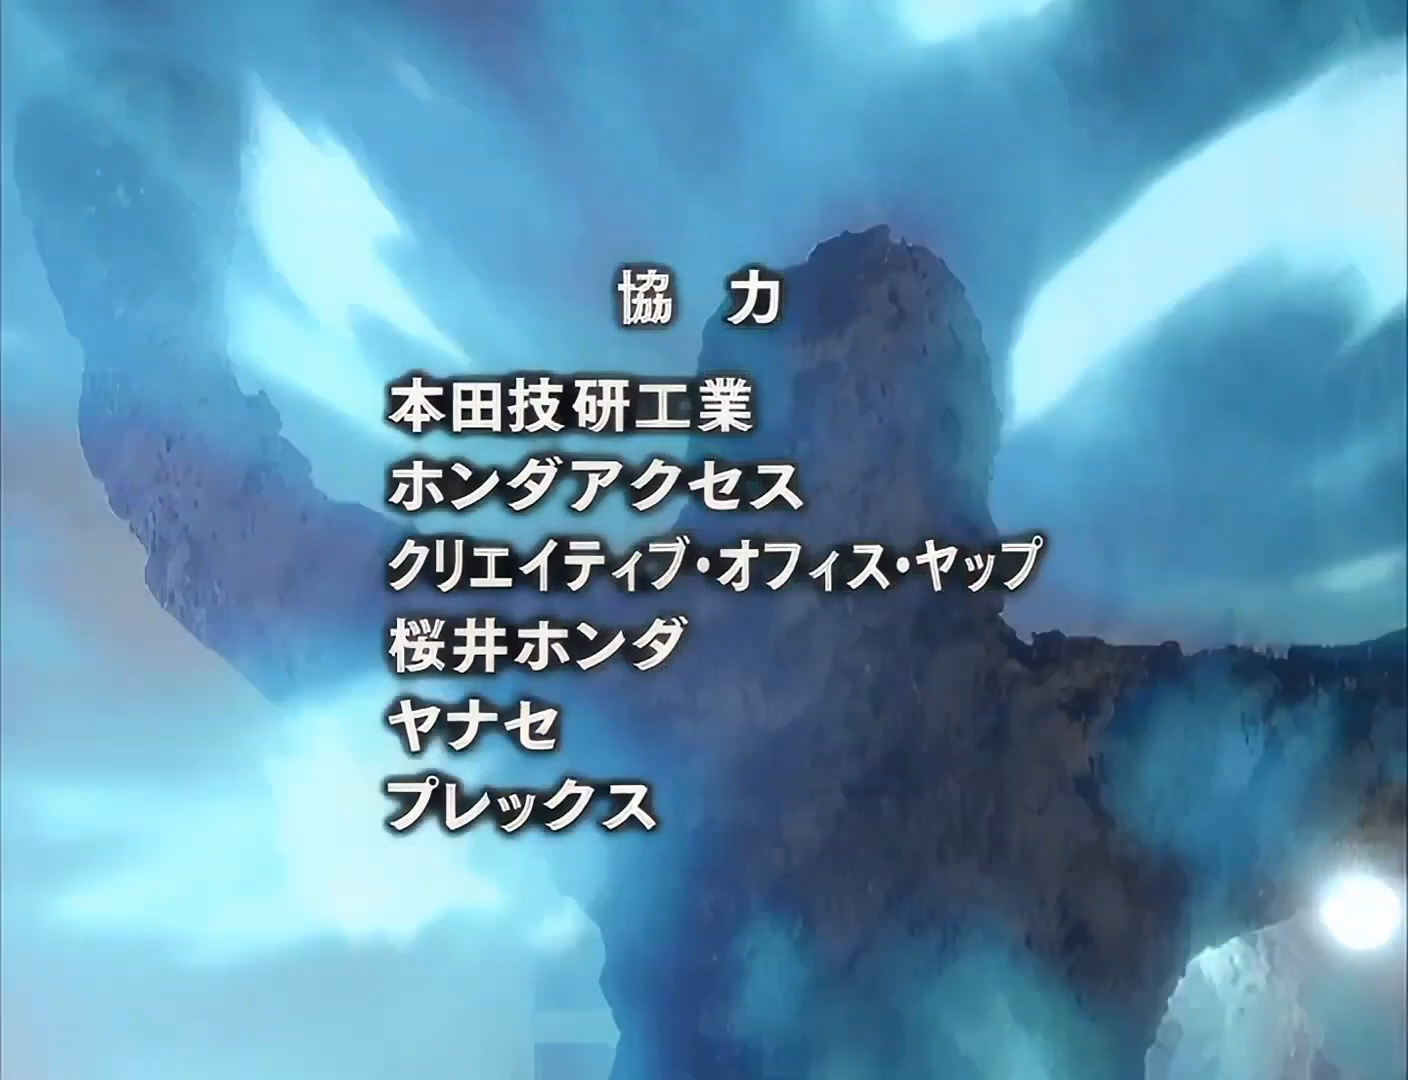 協　力
本田技研工業
ホンダアクセス
クリエイティブ・オフィス・ヤップ
桜井ホンダ
ヤナセ
プレックス